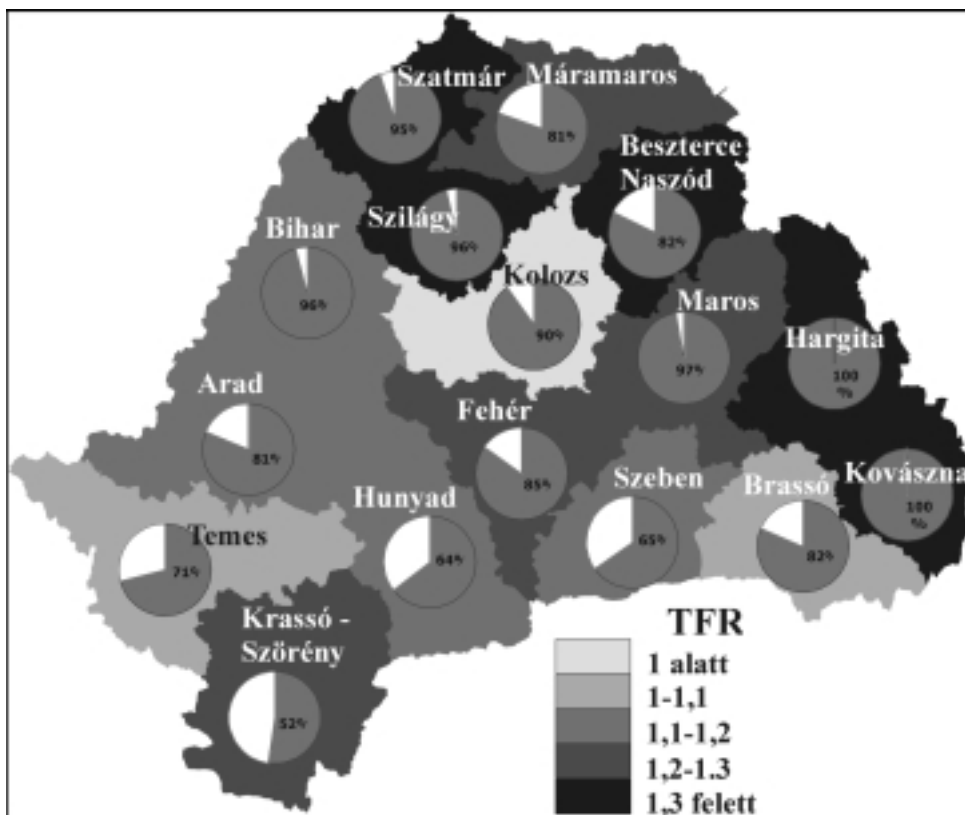 Szatmár
95%
Máramaros
81%
Beszterce
Naszód
82%
Szilágy
96%
Bihar
96%
Kolozs
90%
Maros
97%
Hargita
100
%
Arad
81%
Fehér
85%
Szeben
65%
Brassó
82%
Kovászna
100
%
Hunyad
64%
Temes
71%
Krassó -
Szörény
52%
TFR
1 alatt
1-1,1
1,1-1,2
1,2-1.3
1,3 felett